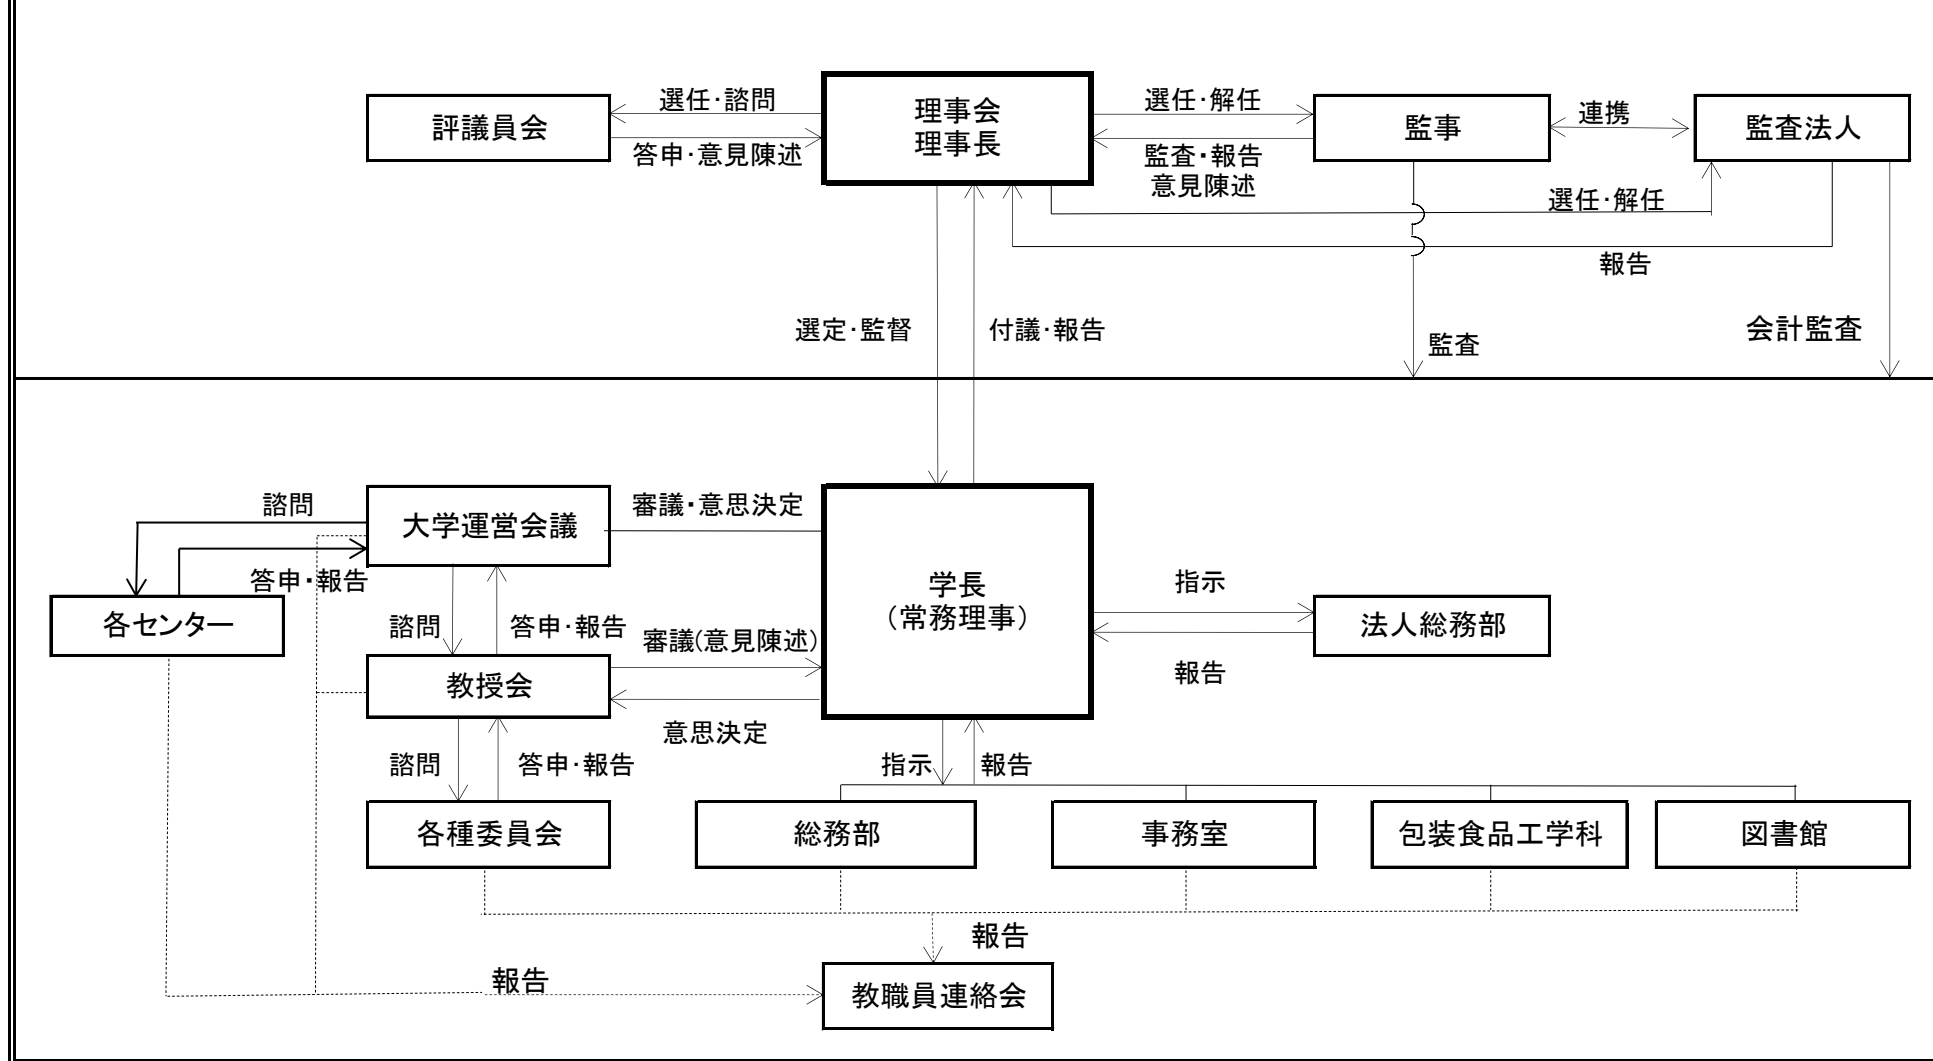 選任・諮問
理事会
理事長
選任・解任
評議員会
監事
連携
監査法人
答申・意見陳述
監査・報告
意見陳述
選任・解任
報告
選定・監督
付議・報告
監査
会計監査
諮問
大学運営会議
審議・意思決定
答申・報告
学長
（常務理事）
指示
各センター
諮問
答申・報告
審議(意見陳述)
法人総務部
教授会
報告
意思決定
諮問
答申・報告
指示
報告
各種委員会
総務部
事務室
包装食品工学科
図書館
報告
報告
教職員連絡会